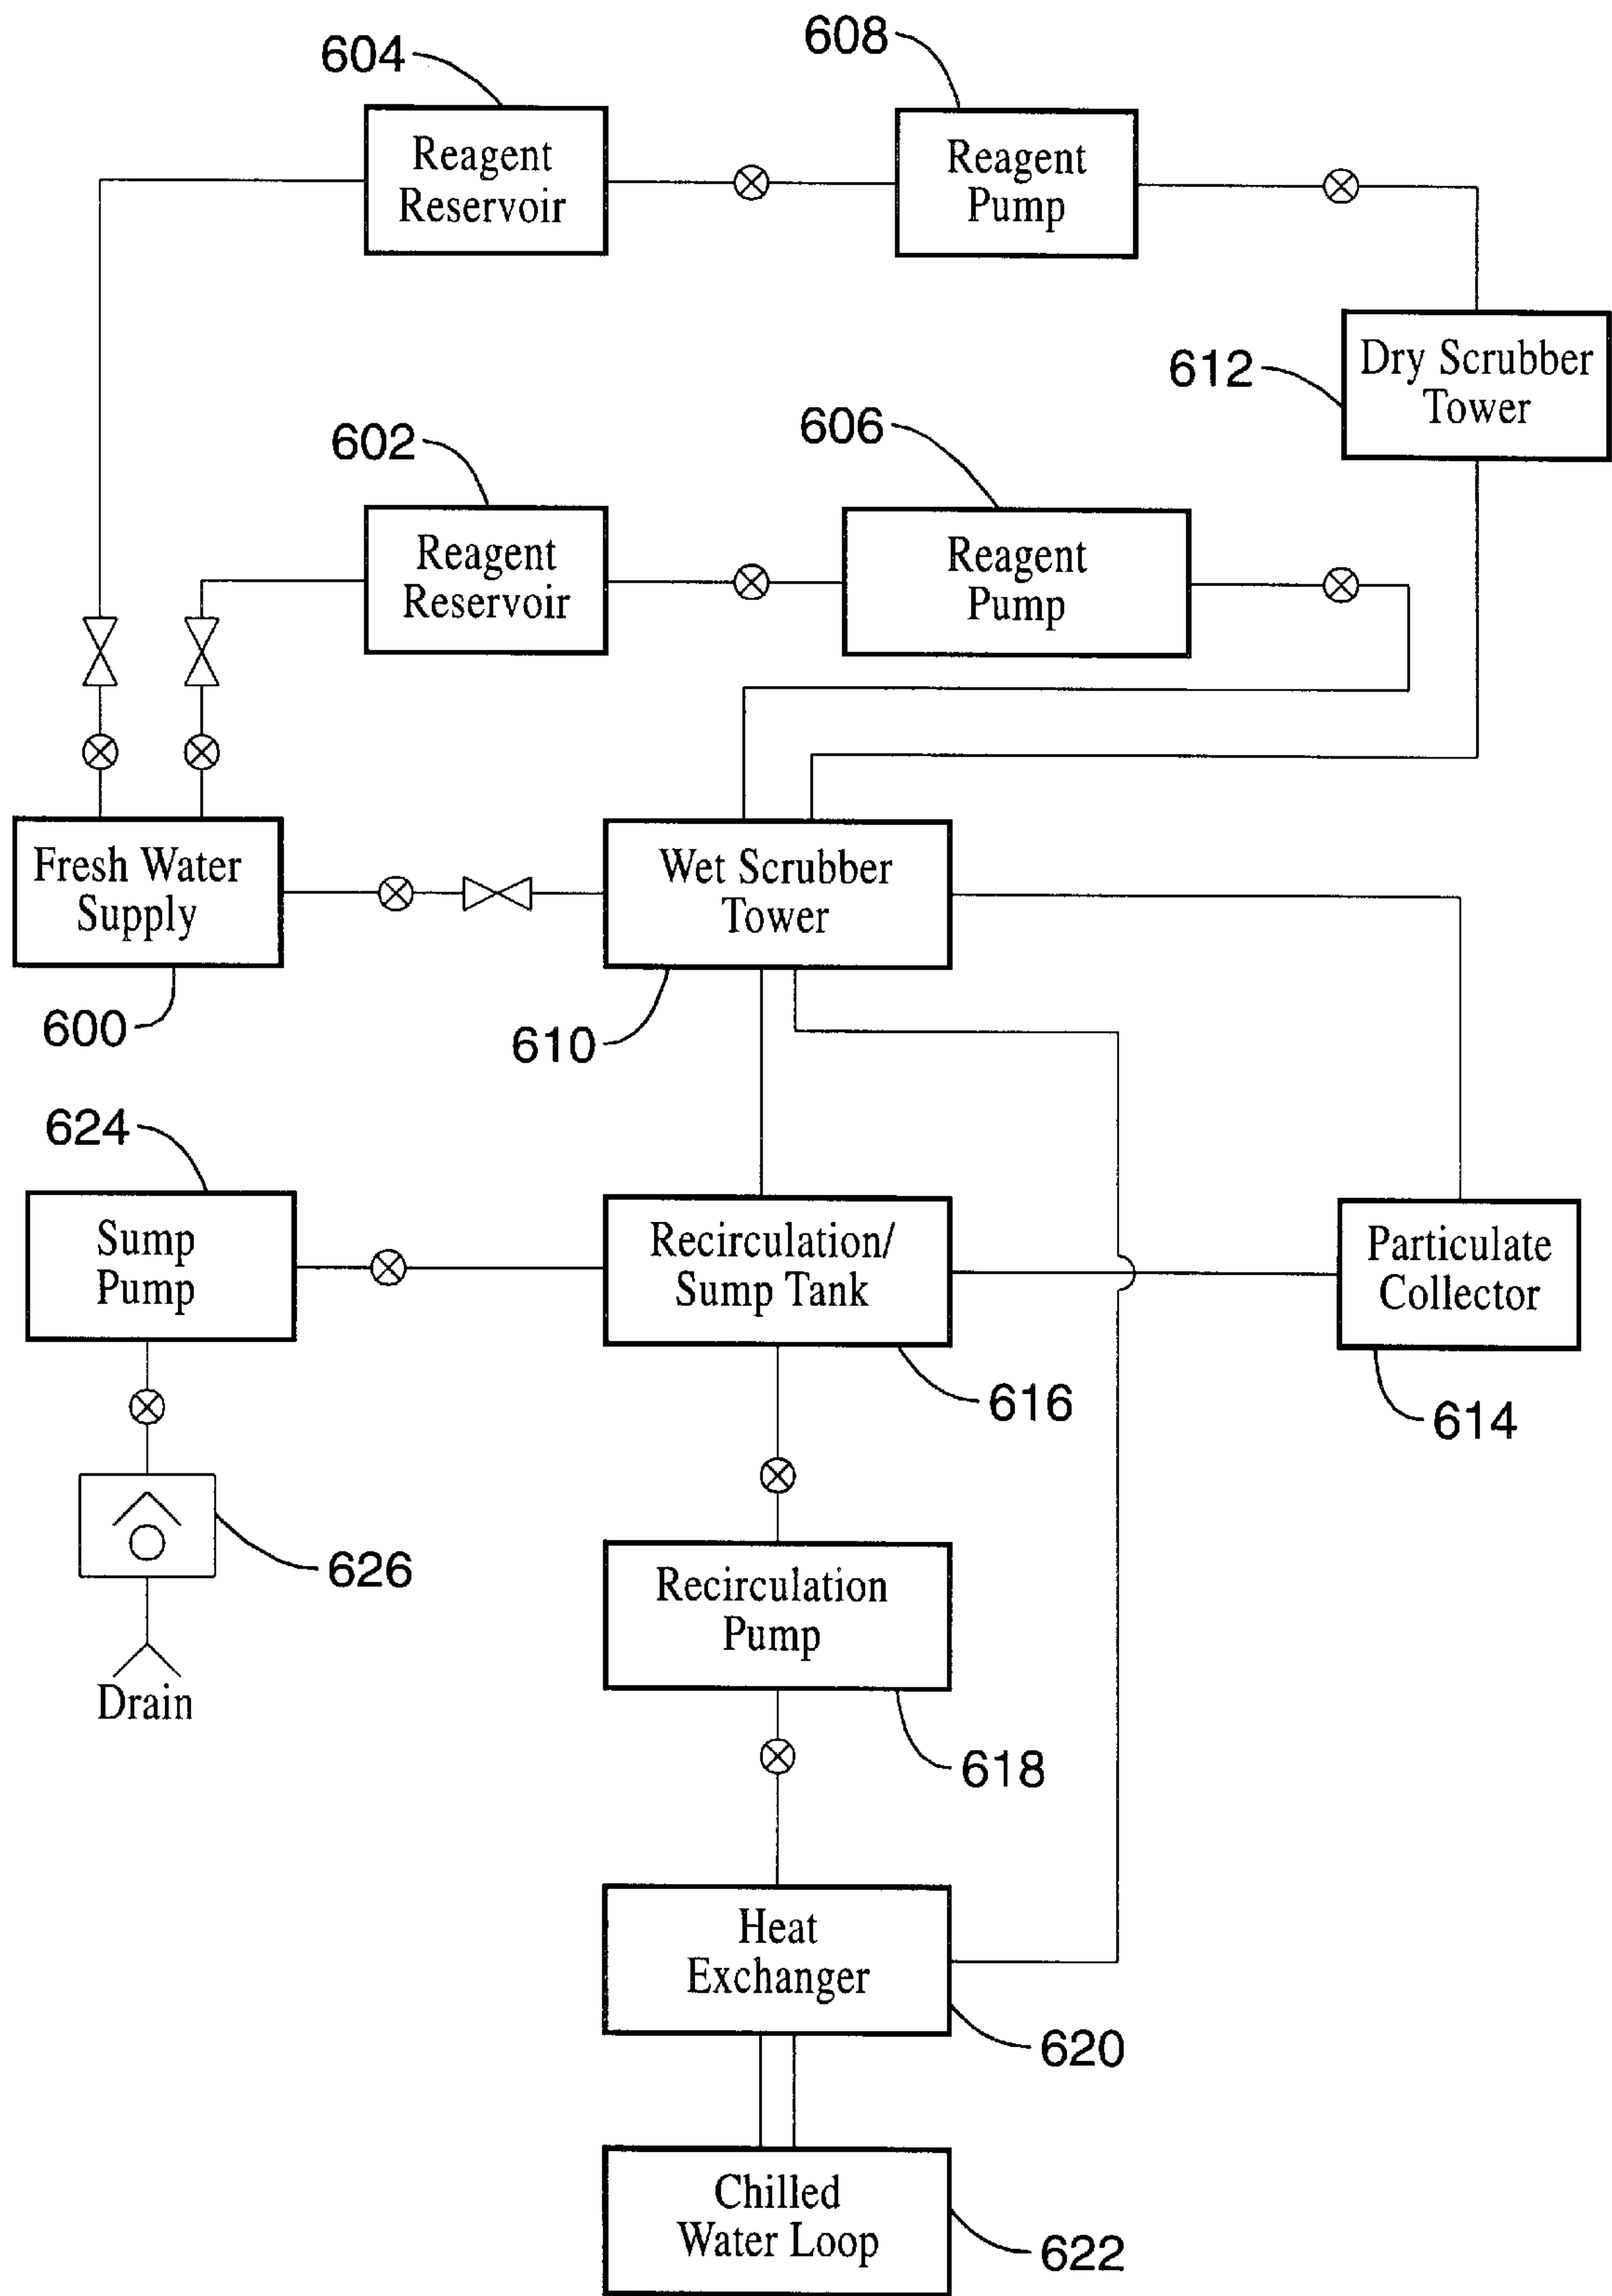 604
608
Reagent
Reservoir
Reagent
Pump
612
Dry Scrubber
Tower
602
606
Reagent
Reservoir
Reagent
Pump
Fresh Water
Supply
Wet Scrubber
Tower
600
610
624
Sump
Pump
Recirculation/
Sump Tank
Particulate
Collector
616
614
626
Recirculation
Pump
Drain
618
Heat
Exchanger
620
Chilled
Water Loop
622